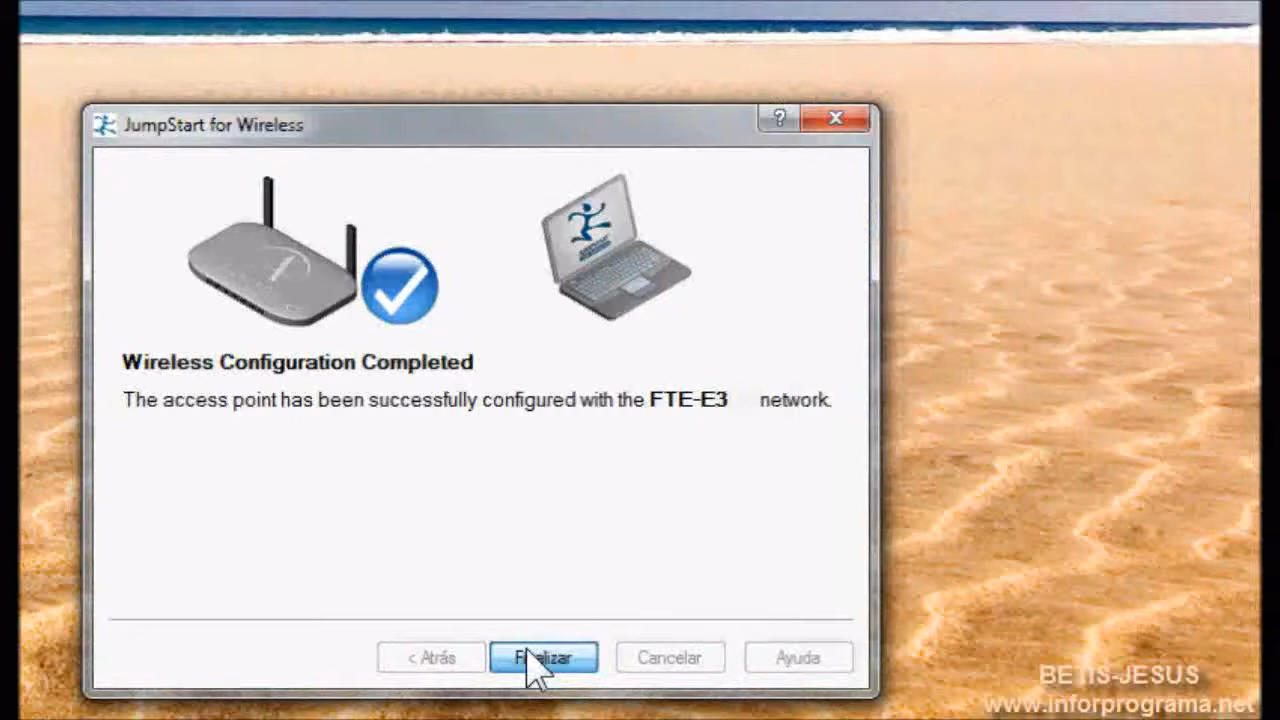 JumpStart for Wireless
?
Wireless Configuration Completed
The access point has been successfully configured with the FTE-E3 network.
< Atrás
Finalizar
Cancelar
Ayuda
BETIS-JESUS
www.inforprograma.net